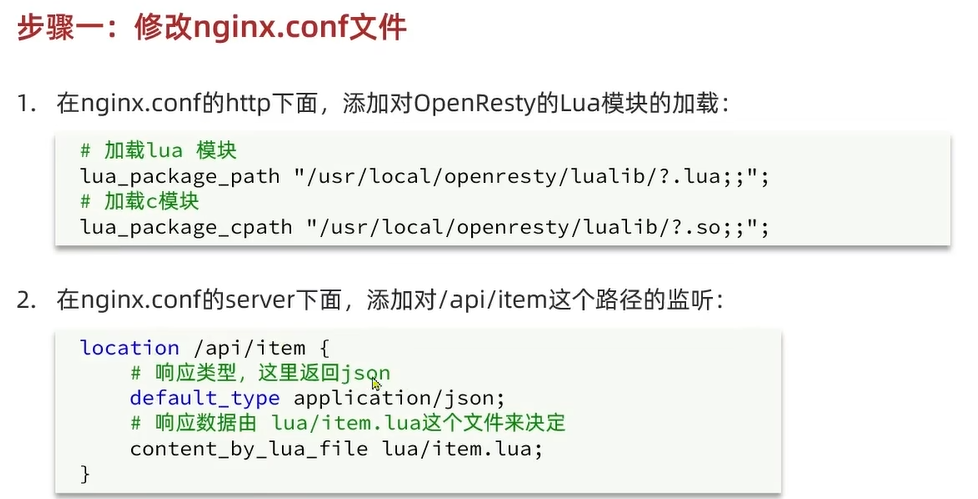 步骤一：修改nginx.conf文件
1. 在nginx.conf的http下面，添加对OpenResty的Lua模块的加载：
# 加载lua 模块
lua_package_path "/usr/local/openresty/lualib/?.lua;;";
# 加载c模块
lua_package_cpath "/usr/local/openresty/lualib/?.so;;";
2. 在nginx.conf的server下面，添加对/api/item这个路径的监听：
location /api/item {
# 响应类型，这里返回json
default_type application/json;
# 响应数据由 lua/item.lua这个文件来决定
content_by_lua_file lua/item.lua;
}